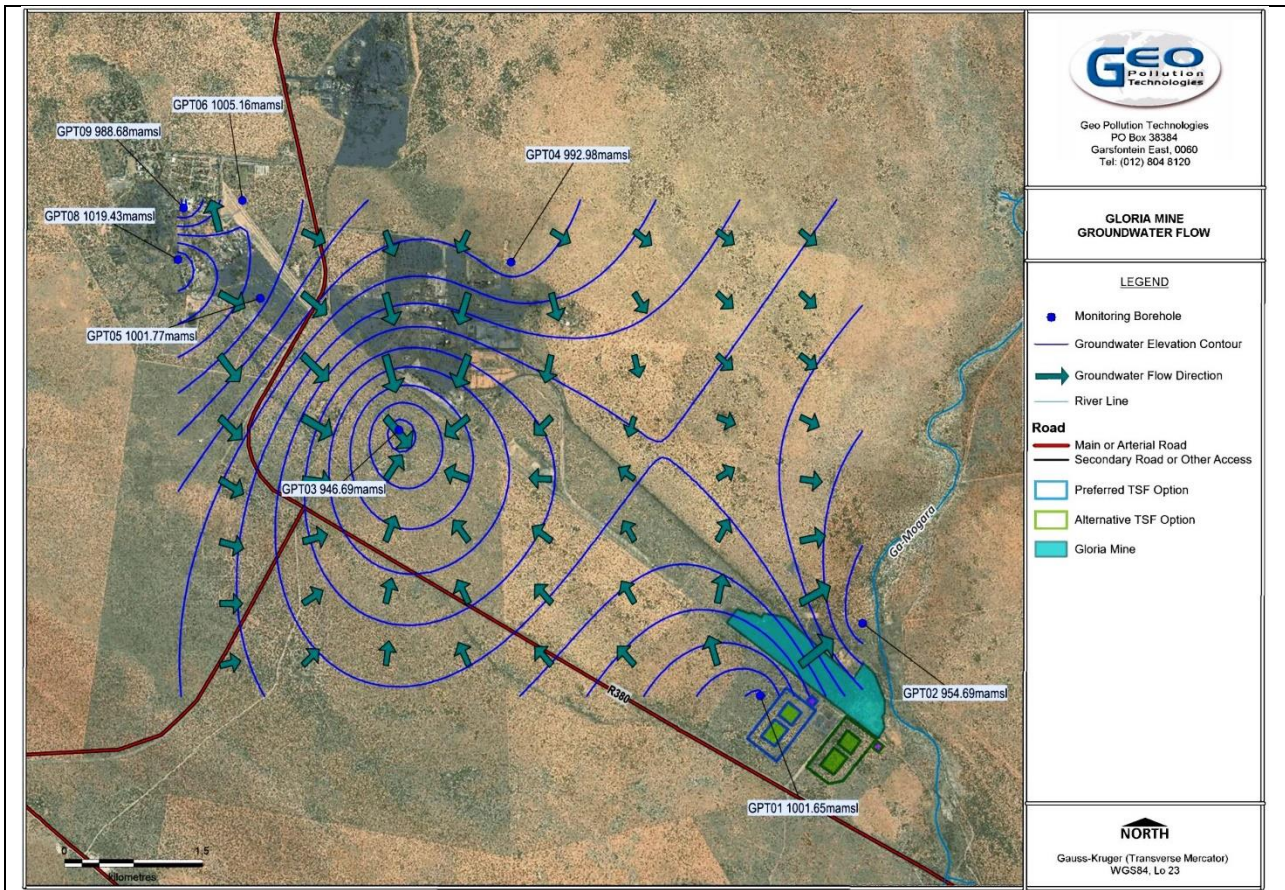 GPT06 1005.16mamsl
GPT09 988.68mamsl
GPT04 992.98mamsl
GPT08 1019.43mamsl
GPT05 1001.77mamsl
GPT03 946.69mamsl
Ga-Mogara
GPT02 954.69mamsl
R380
GPT01 1001.65mamsl
0 1.5
kilometres
GEO
Pollution
Technologies
Geo Pollution Technologies
PO Box 38384
Garsfontein East, 0060
Tel: (012) 804 8120
GLORIA MINE
GROUNDWATER FLOW
LEGEND
Monitoring Borehole
Groundwater Elevation Contour
Groundwater Flow Direction
River Line
Road
Main or Arterial Road
Secondary Road or Other Access
Preferred TSF Option
Alternative TSF Option
Gloria Mine
NORTH
Gauss-Kruger (Transverse Mercator)
WGS84, Lo 23